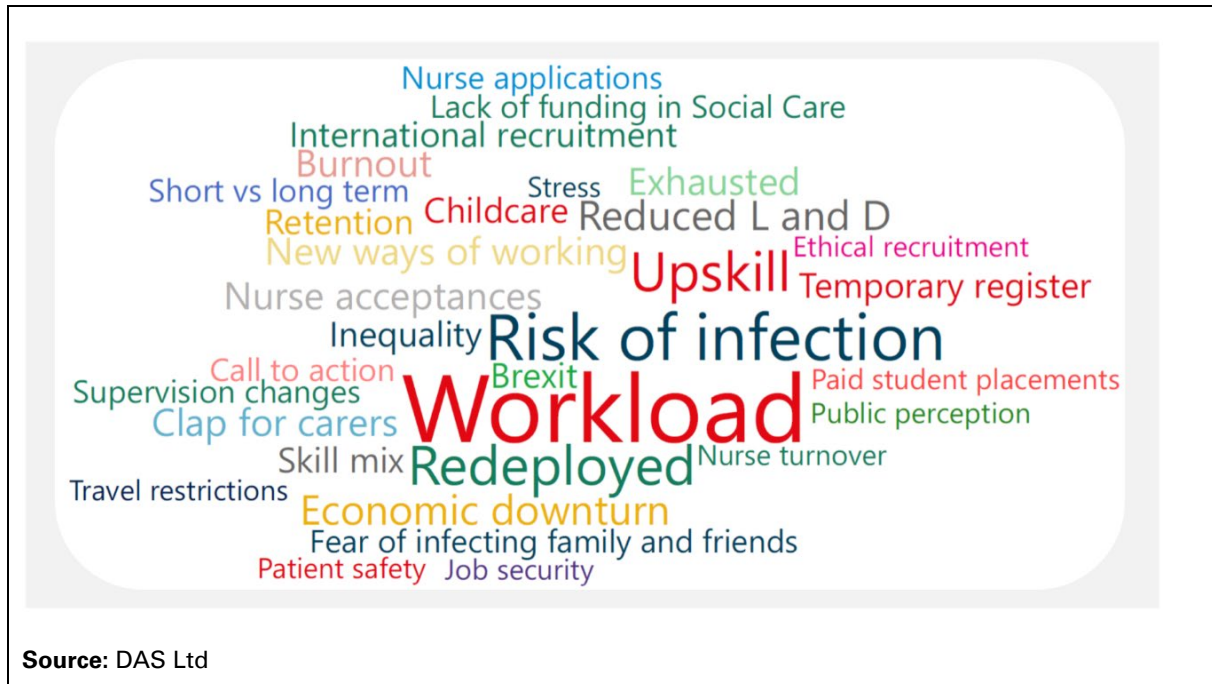 Nurse applications
Lack of funding in Social Care
International recruitment
Burnout
Short vs long term
Stress
Exhausted
Retention
Childcare
Reduced L and D
New ways of working
Upskill
Ethical recruitment
Temporary register
Nurse acceptances
Inequality
Risk of infection
Call to action
Brexit
Paid student placements
Supervision changes
Workload
Clap for carers
Public perception
Skill mix
Redeployed
Nurse turnover
Travel restrictions
Economic downturn
Fear of infecting family and friends
Patient safety
Job security
Source: DAS Ltd